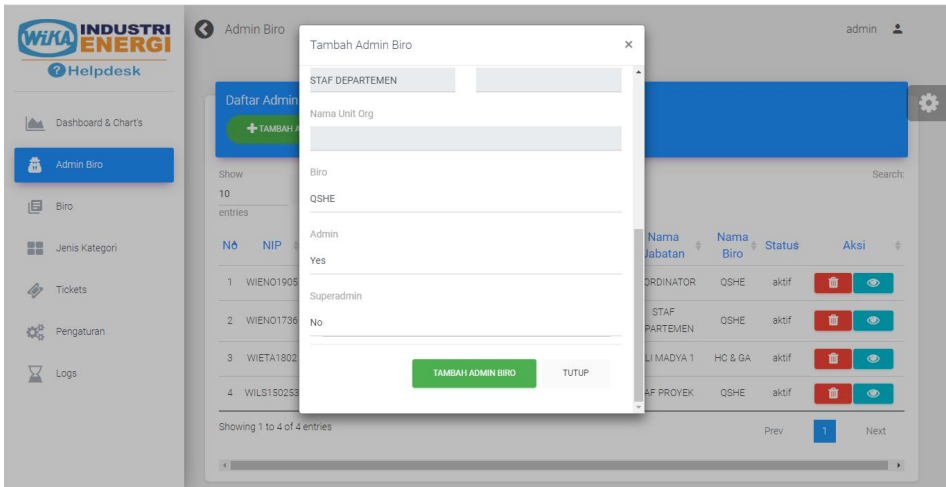 WIKA INDUSTRI
ENERGI
?Helpdesk
Dashboard & Chart's
Admin Biro
Biro
Jenis Kategori
Tickets
Pengaturan
Logs
Admin Biro
admin
Daftar Admin
TAMBAH A
Show
10
entries
Search:
NO NIP Nama Jabatan Nama Biro Status Aksi
1 WIENO1905 ORDINATOR QSHE aktif
2 WIENO1736 STAF PARTEMEN QSHE aktif
3 WIETA1802 LI MADYA 1 HC & GA aktif
4 WILS150253 AF PROYEK QSHE aktif
Showing 1 to 4 of 4 entries
Prev 1 Next
Tambah Admin Biro ×
STAF DEPARTEMEN
Nama Unit Org
Biro
QSHE
Admin
Yes
Superadmin
No
TAMBAH ADMIN BIRO TUTUP